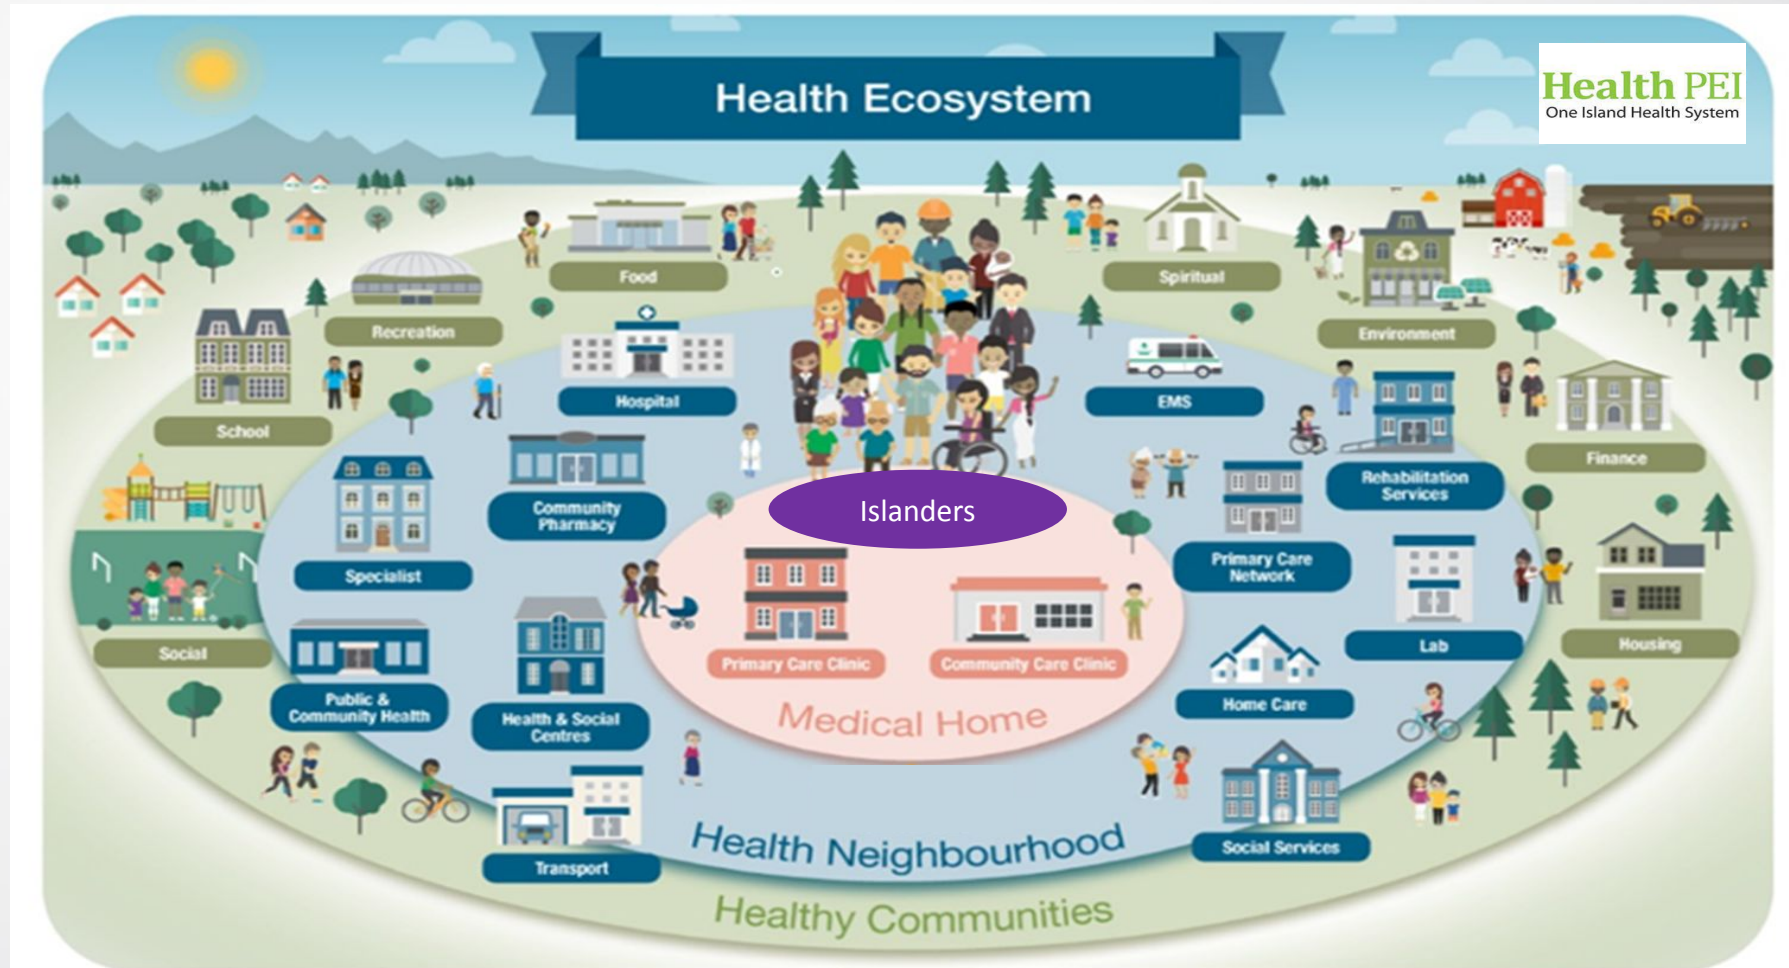 Health Ecosystem
Health PEI
One Island Health System
Food
Spiritual
Recreation
Environment
School
Hospital
EMS
Finance
Community
Pharmacy
Islanders
Rehabilitation
Services
Specialist
Primary Care
Network
Social
Primary Care Clinic
Community Care Clinic
Lab
Housing
Public &
Community Health
Health & Social
Centres
Medical Home
Home Care
Transport
Health Neighbourhood
Social Services
Healthy Communities